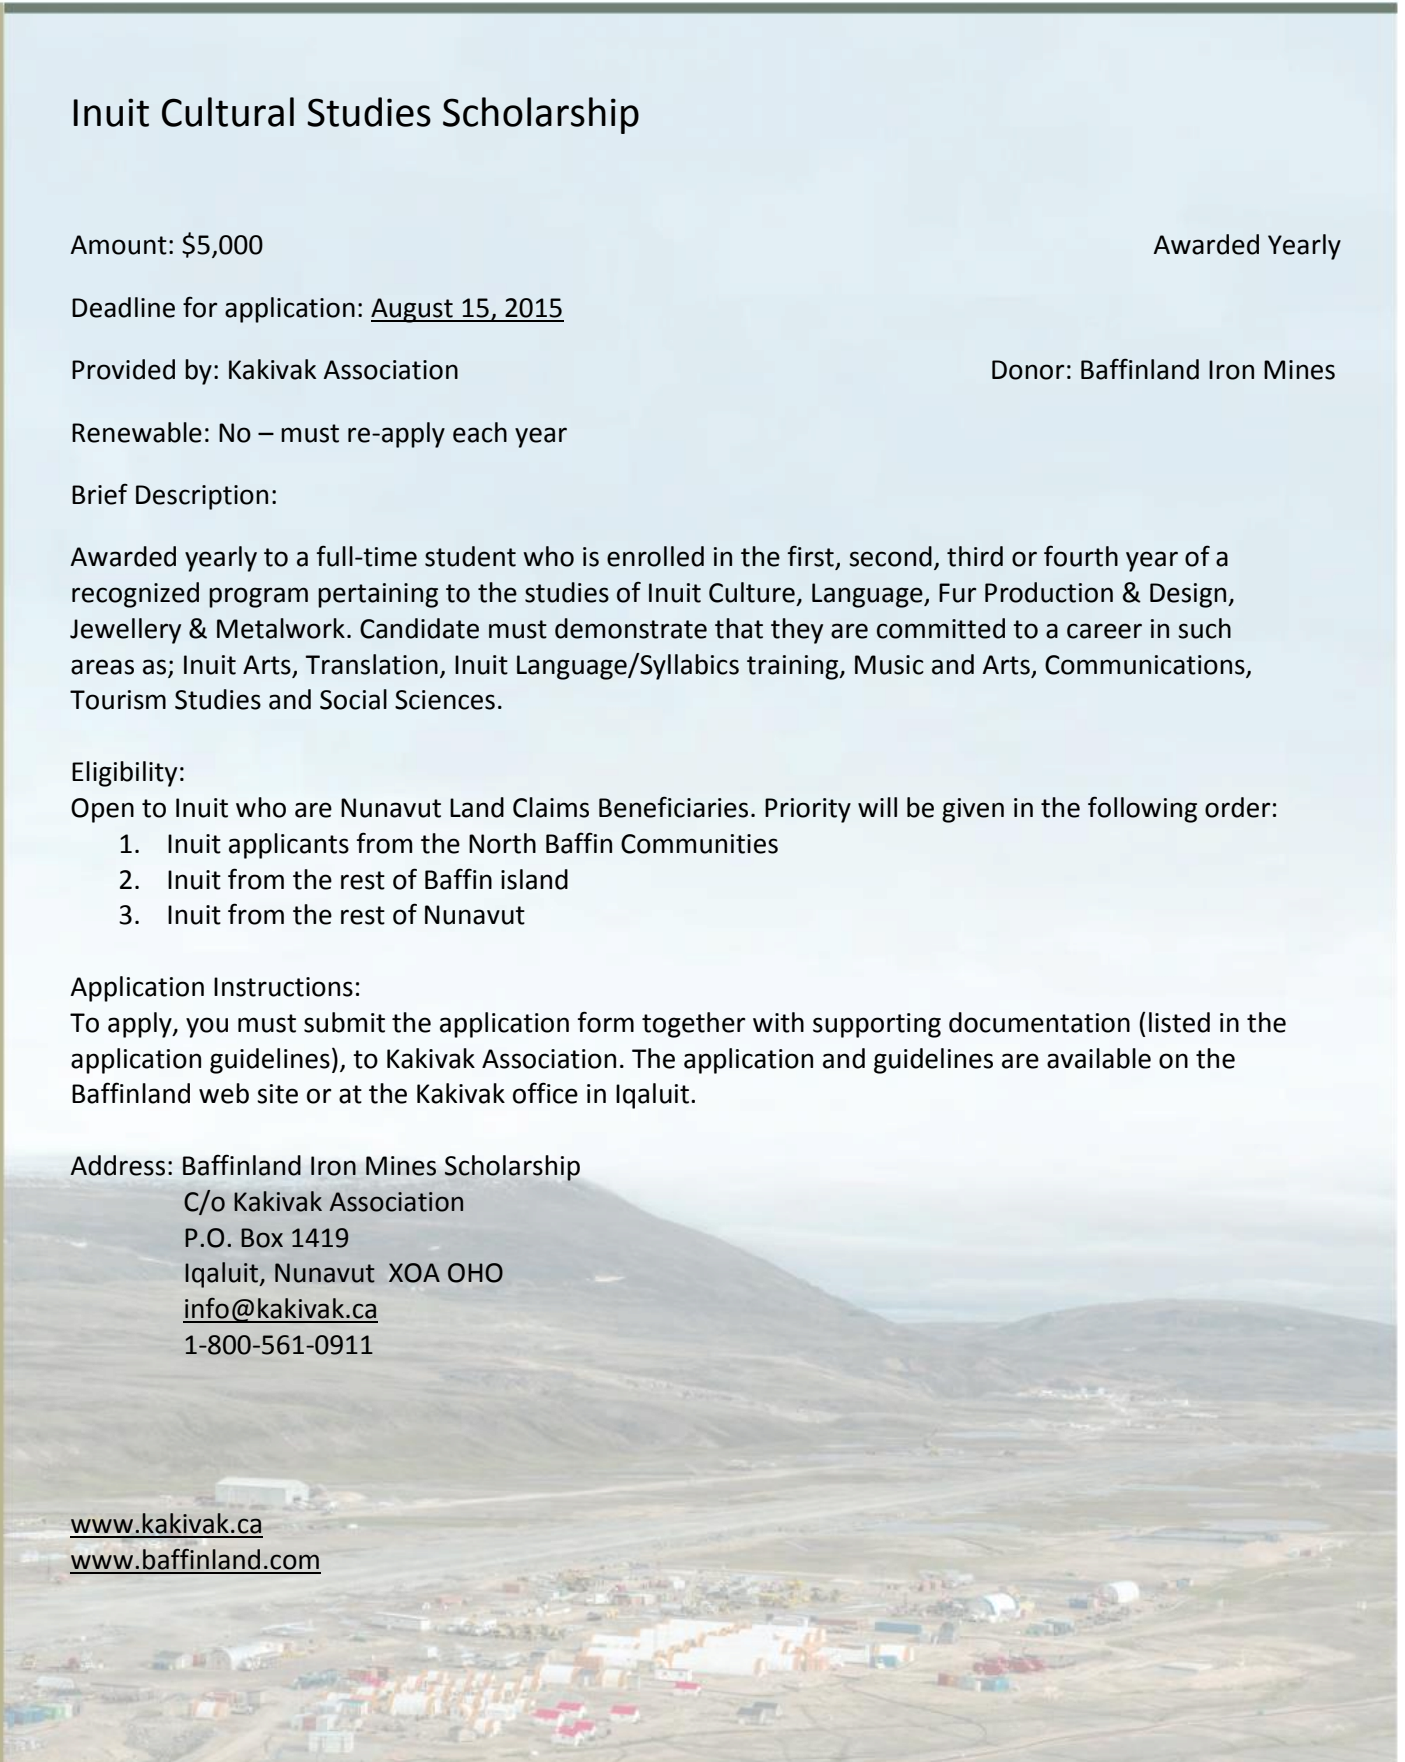 Inuit Cultural Studies Scholarship
Amount: $5,000 Awarded Yearly
Deadline for application: August 15, 2015
Provided by: Kakivak Association Donor: Baffinland Iron Mines
Renewable: No – must re-apply each year
Brief Description:
Awarded yearly to a full-time student who is enrolled in the first, second, third or fourth year of a
recognized program pertaining to the studies of Inuit Culture, Language, Fur Production & Design,
Jewellery & Metalwork. Candidate must demonstrate that they are committed to a career in such
areas as; Inuit Arts, Translation, Inuit Language/Syllabics training, Music and Arts, Communications,
Tourism Studies and Social Sciences.
Eligibility:
Open to Inuit who are Nunavut Land Claims Beneficiaries. Priority will be given in the following order:
1. Inuit applicants from the North Baffin Communities
2. Inuit from the rest of Baffin island
3. Inuit from the rest of Nunavut
Application Instructions:
To apply, you must submit the application form together with supporting documentation (listed in the
application guidelines), to Kakivak Association. The application and guidelines are available on the
Baffinland web site or at the Kakivak office in Iqaluit.
Address: Baffinland Iron Mines Scholarship
C/o Kakivak Association
P.O. Box 1419
Iqaluit, Nunavut XOA OHO
info@kakivak.ca
1-800-561-0911
www.kakivak.ca
www.baffinland.com